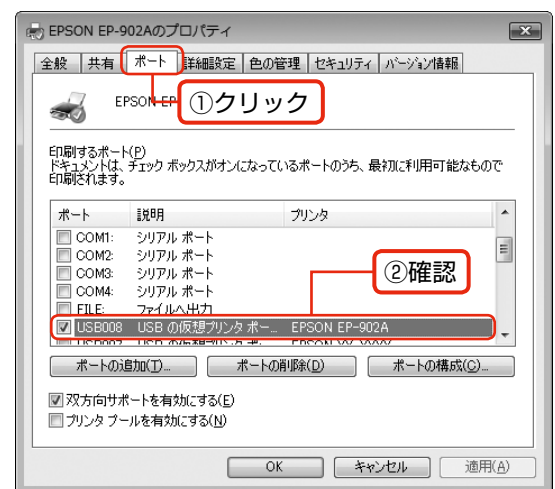 EPSON EP-902Aのプロパティ
全般 共有 ポート 詳細設定 色の管理 セキュリティ バージョン情報
EPSON EP
①クリック
印刷するポート(P)
ドキュメントは、チェック ボックスがオンになっているポートのうち、最初に利用可能なもので
印刷されます。
ポート 説明 プリンタ
COM1: シリアル ポート
COM2: シリアル ポート
COM3: シリアル ポート
COM4: シリアル ポート
②確認
FILE: ファイルへ出力
USB008 USB の仮想プリンタ ポー... EPSON EP-902A
ポートの追加(T)... ポートの削除(D) ポートの構成(C)...
双方向サポートを有効にする(E)
プリンタ プールを有効にする(N)
OK キャンセル 適用(A)